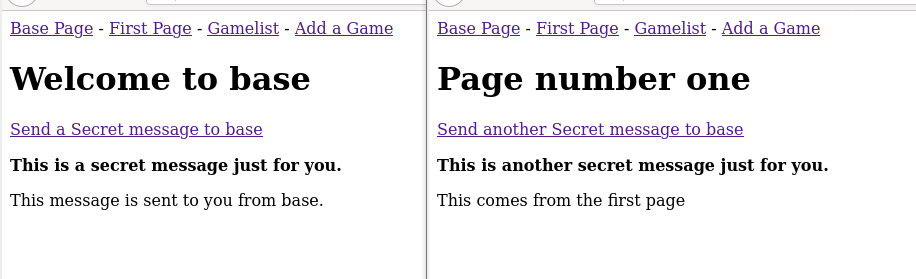 Base Page - First Page - Gamelist - Add a Game
Welcome to base
Send a Secret message to base
This is a secret message just for you.
This message is sent to you from base.
Base Page - First Page - Gamelist - Add a Game
Page number one
Send another Secret message to base
This is another secret message just for you.
This comes from the first page